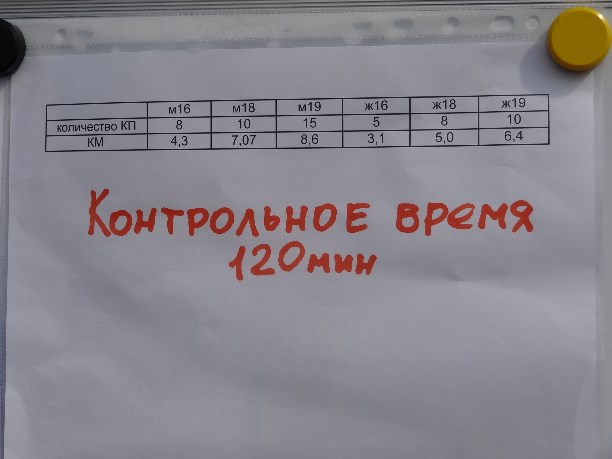 м16 м18 м19 ж16 ж18 ж19
количество КП 8 10 15 5 8 10
КМ 4,3 7,07 8,6 3,1 5,0 6,4
Контрольное время
120мин